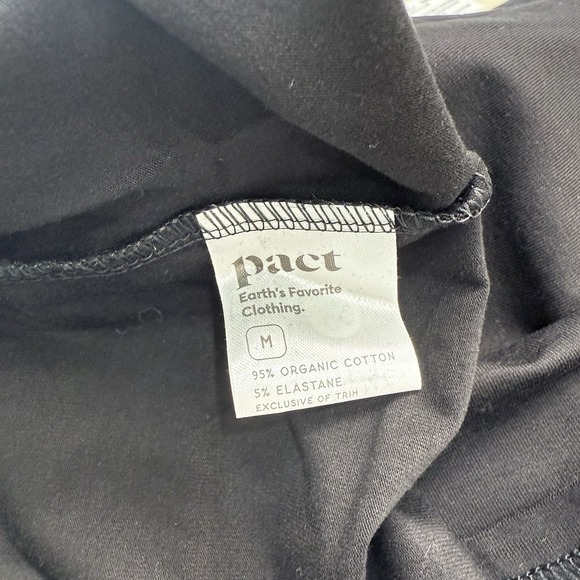 pact
Earth's Favorite
Clothing.
M
95% ORGANIC COTTON
5% ELASTANE
EXCLUSIVE OF TRIM